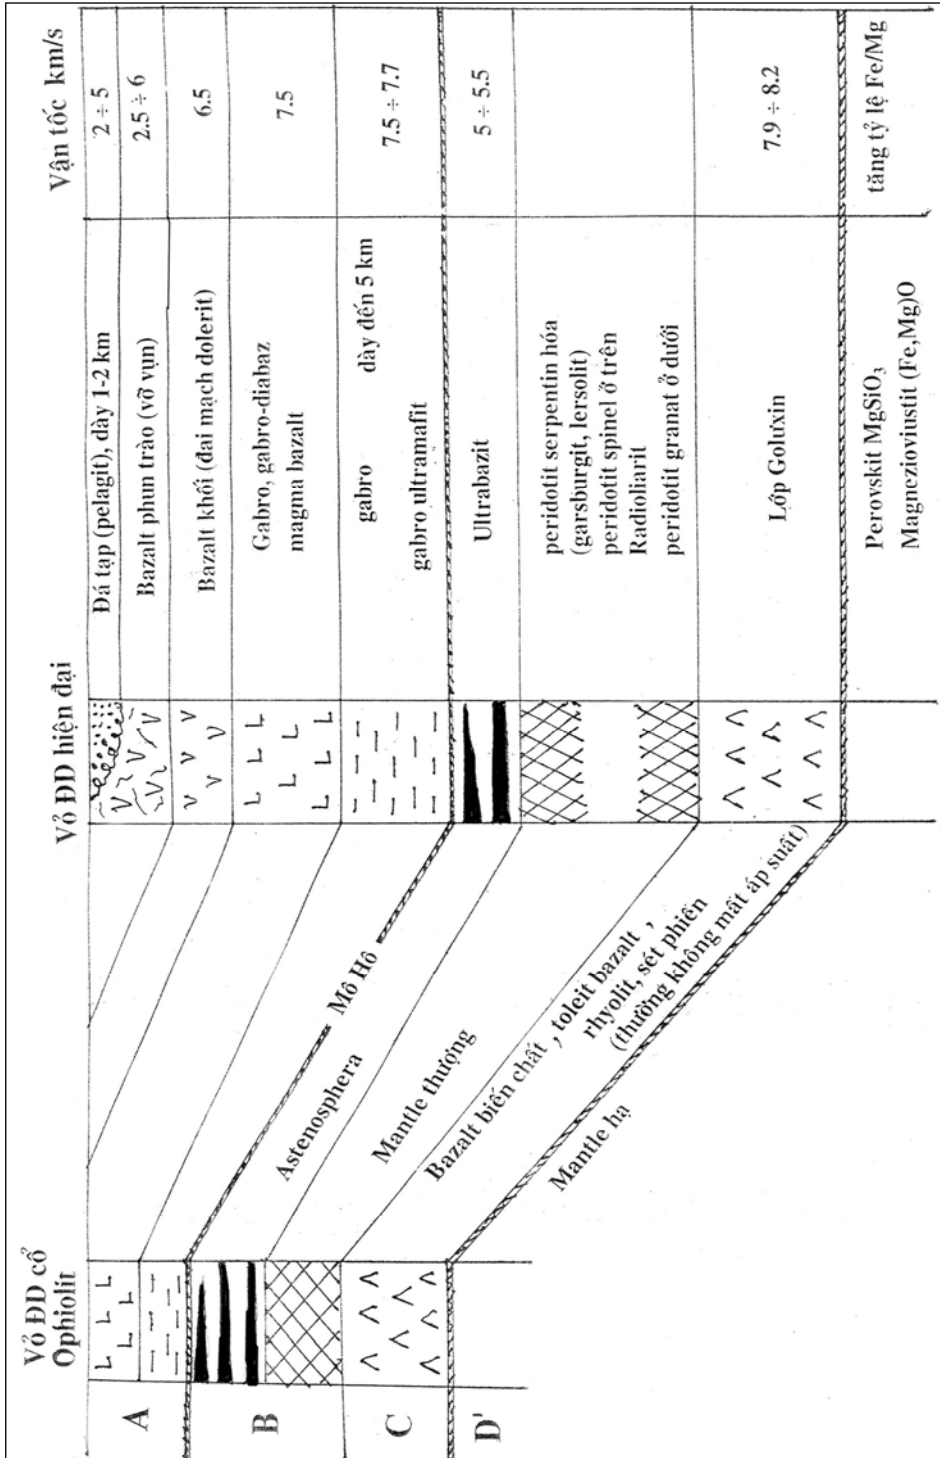 Vỏ ĐD cổ
Ophiolit
Vỏ ĐD hiện đại
Vận tốc km/s
Đá tạp (pelagit), dày 1-2 km
2 ÷ 5
Bazalt phun trào (vỡ vụn)
2.5 ÷ 6
Bazalt khối (đai mạch dolerit)
6.5
Gabro, gabro-diabaz
magma bazalt
7.5
gabro dày đến 5 km
gabro ultramafit
7.5 ÷ 7.7
Ultrabazit
5 ÷ 5.5
peridotit serpentin hóa
(garsburgit, lersolit)
peridotit spinel ở trên
Radioliarit
peridotit granat ở dưới
Lớp Golưxin
7.9 ÷ 8.2
Perovskit MgSiO₃
Magnezioviustit (Fe,Mg)O
tăng tỷ lệ Fe/Mg
Mô Hô
Astenosphera
Mantle thượng
Bazalt biến chất , toleit bazalt ,
rhyolit, sét phiến
(thường không mất áp suất)
Mantle hạ
A
B
C
D'